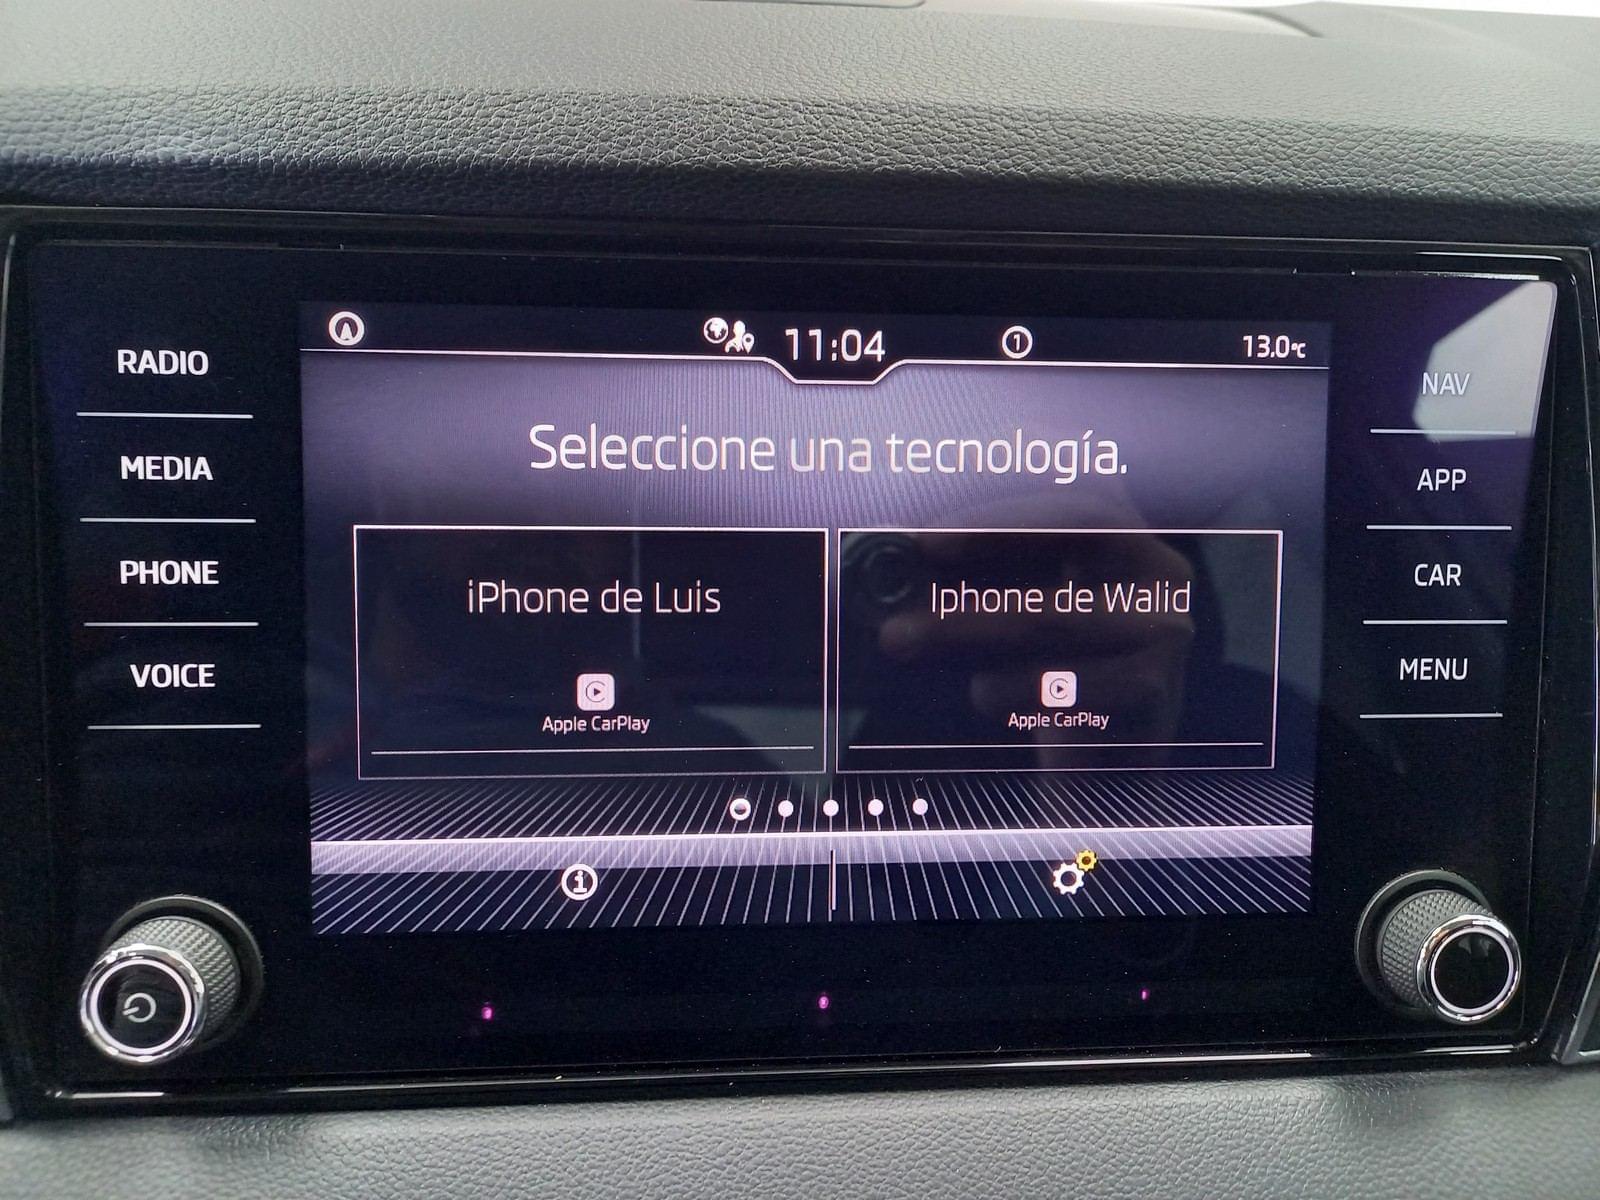 11:04
1
13.0°C
RADIO
MEDIA
PHONE
VOICE
Seleccione una tecnología.
iPhone de Luis
Apple CarPlay
Iphone de Walid
Apple CarPlay
NAV
APP
CAR
MENU